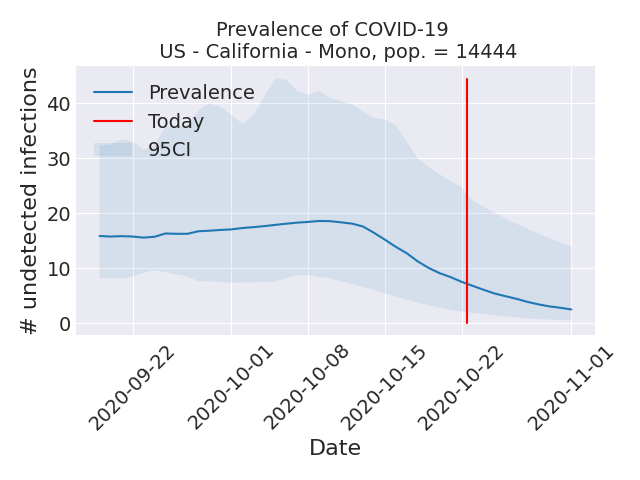 Prevalence of COVID-19
US - California - Mono, pop. = 14444
# undetected infections
40
30
20
10
0
Prevalence
Today
95CI
2020-09-22
2020-10-01
2020-10-08
2020-10-15
2020-10-22
2020-11-01
Date